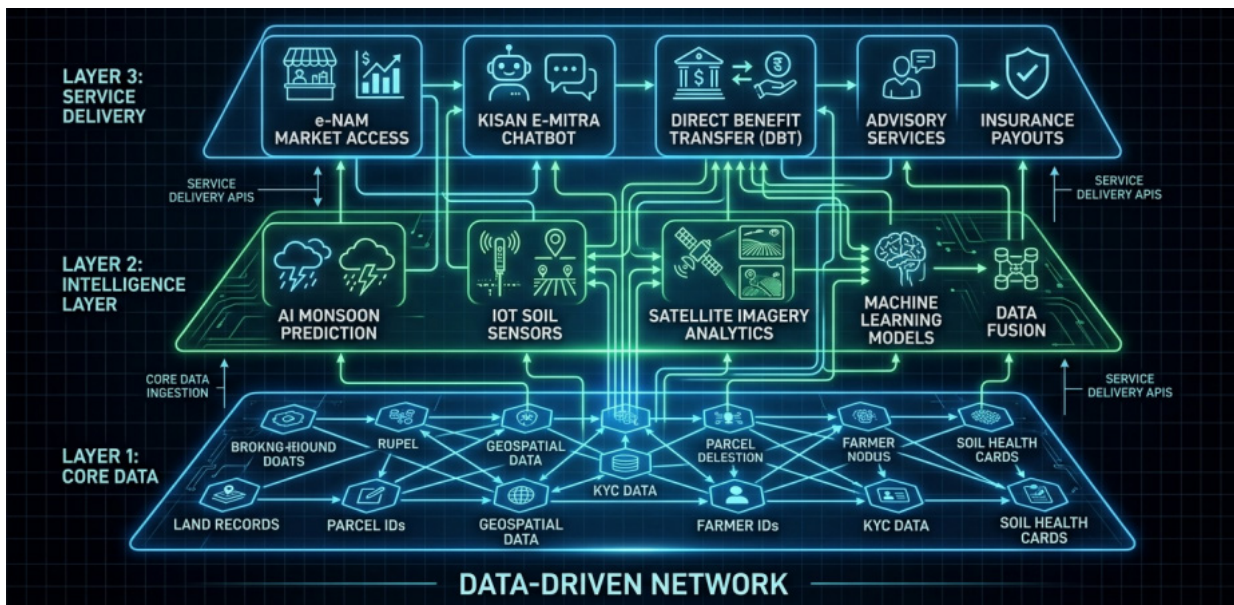 LAYER 3:
SERVICE
DELIVERY
e-NAM
MARKET ACCESS
KISAN E-MITRA
CHATBOT
DIRECT BENEFIT
TRANSFER (DBT)
ADVISORY
SERVICES
INSURANCE
PAYOUTS
SERVICE
DELIVERY APIS
SERVICE
DELIVERY APIS
LAYER 2:
INTELLIGENCE
LAYER
AI MONSOON
PREDICTION
IOT SOIL
SENSORS
SATELLITE IMAGERY
ANALYTICS
MACHINE
LEARNING
MODELS
DATA
FUSION
CORE DATA
INGESTION
SERVICE
DELIVERY APIS
LAYER 1:
CORE DATA
BROKNG-HOUND
DOATS
RUPEL
GEOSPATIAL
DATA
KYC DATA
PARCEL
DELESTION
FARMER
NODUS
SOIL HEALTH
CARDS
LAND RECORDS
PARCEL IDs
GEOSPATIAL
DATA
FARMER IDs
KYC DATA
SOIL HEALTH
CARDS
DATA-DRIVEN NETWORK